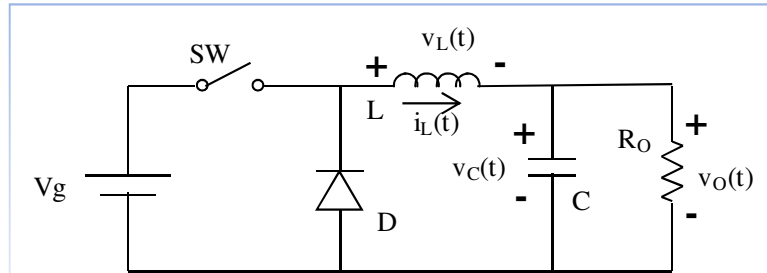 SW
+ v_L(t) -
L i_L(t)
Vg
D
+ v_C(t) -
C
R_O
+ v_O(t) -